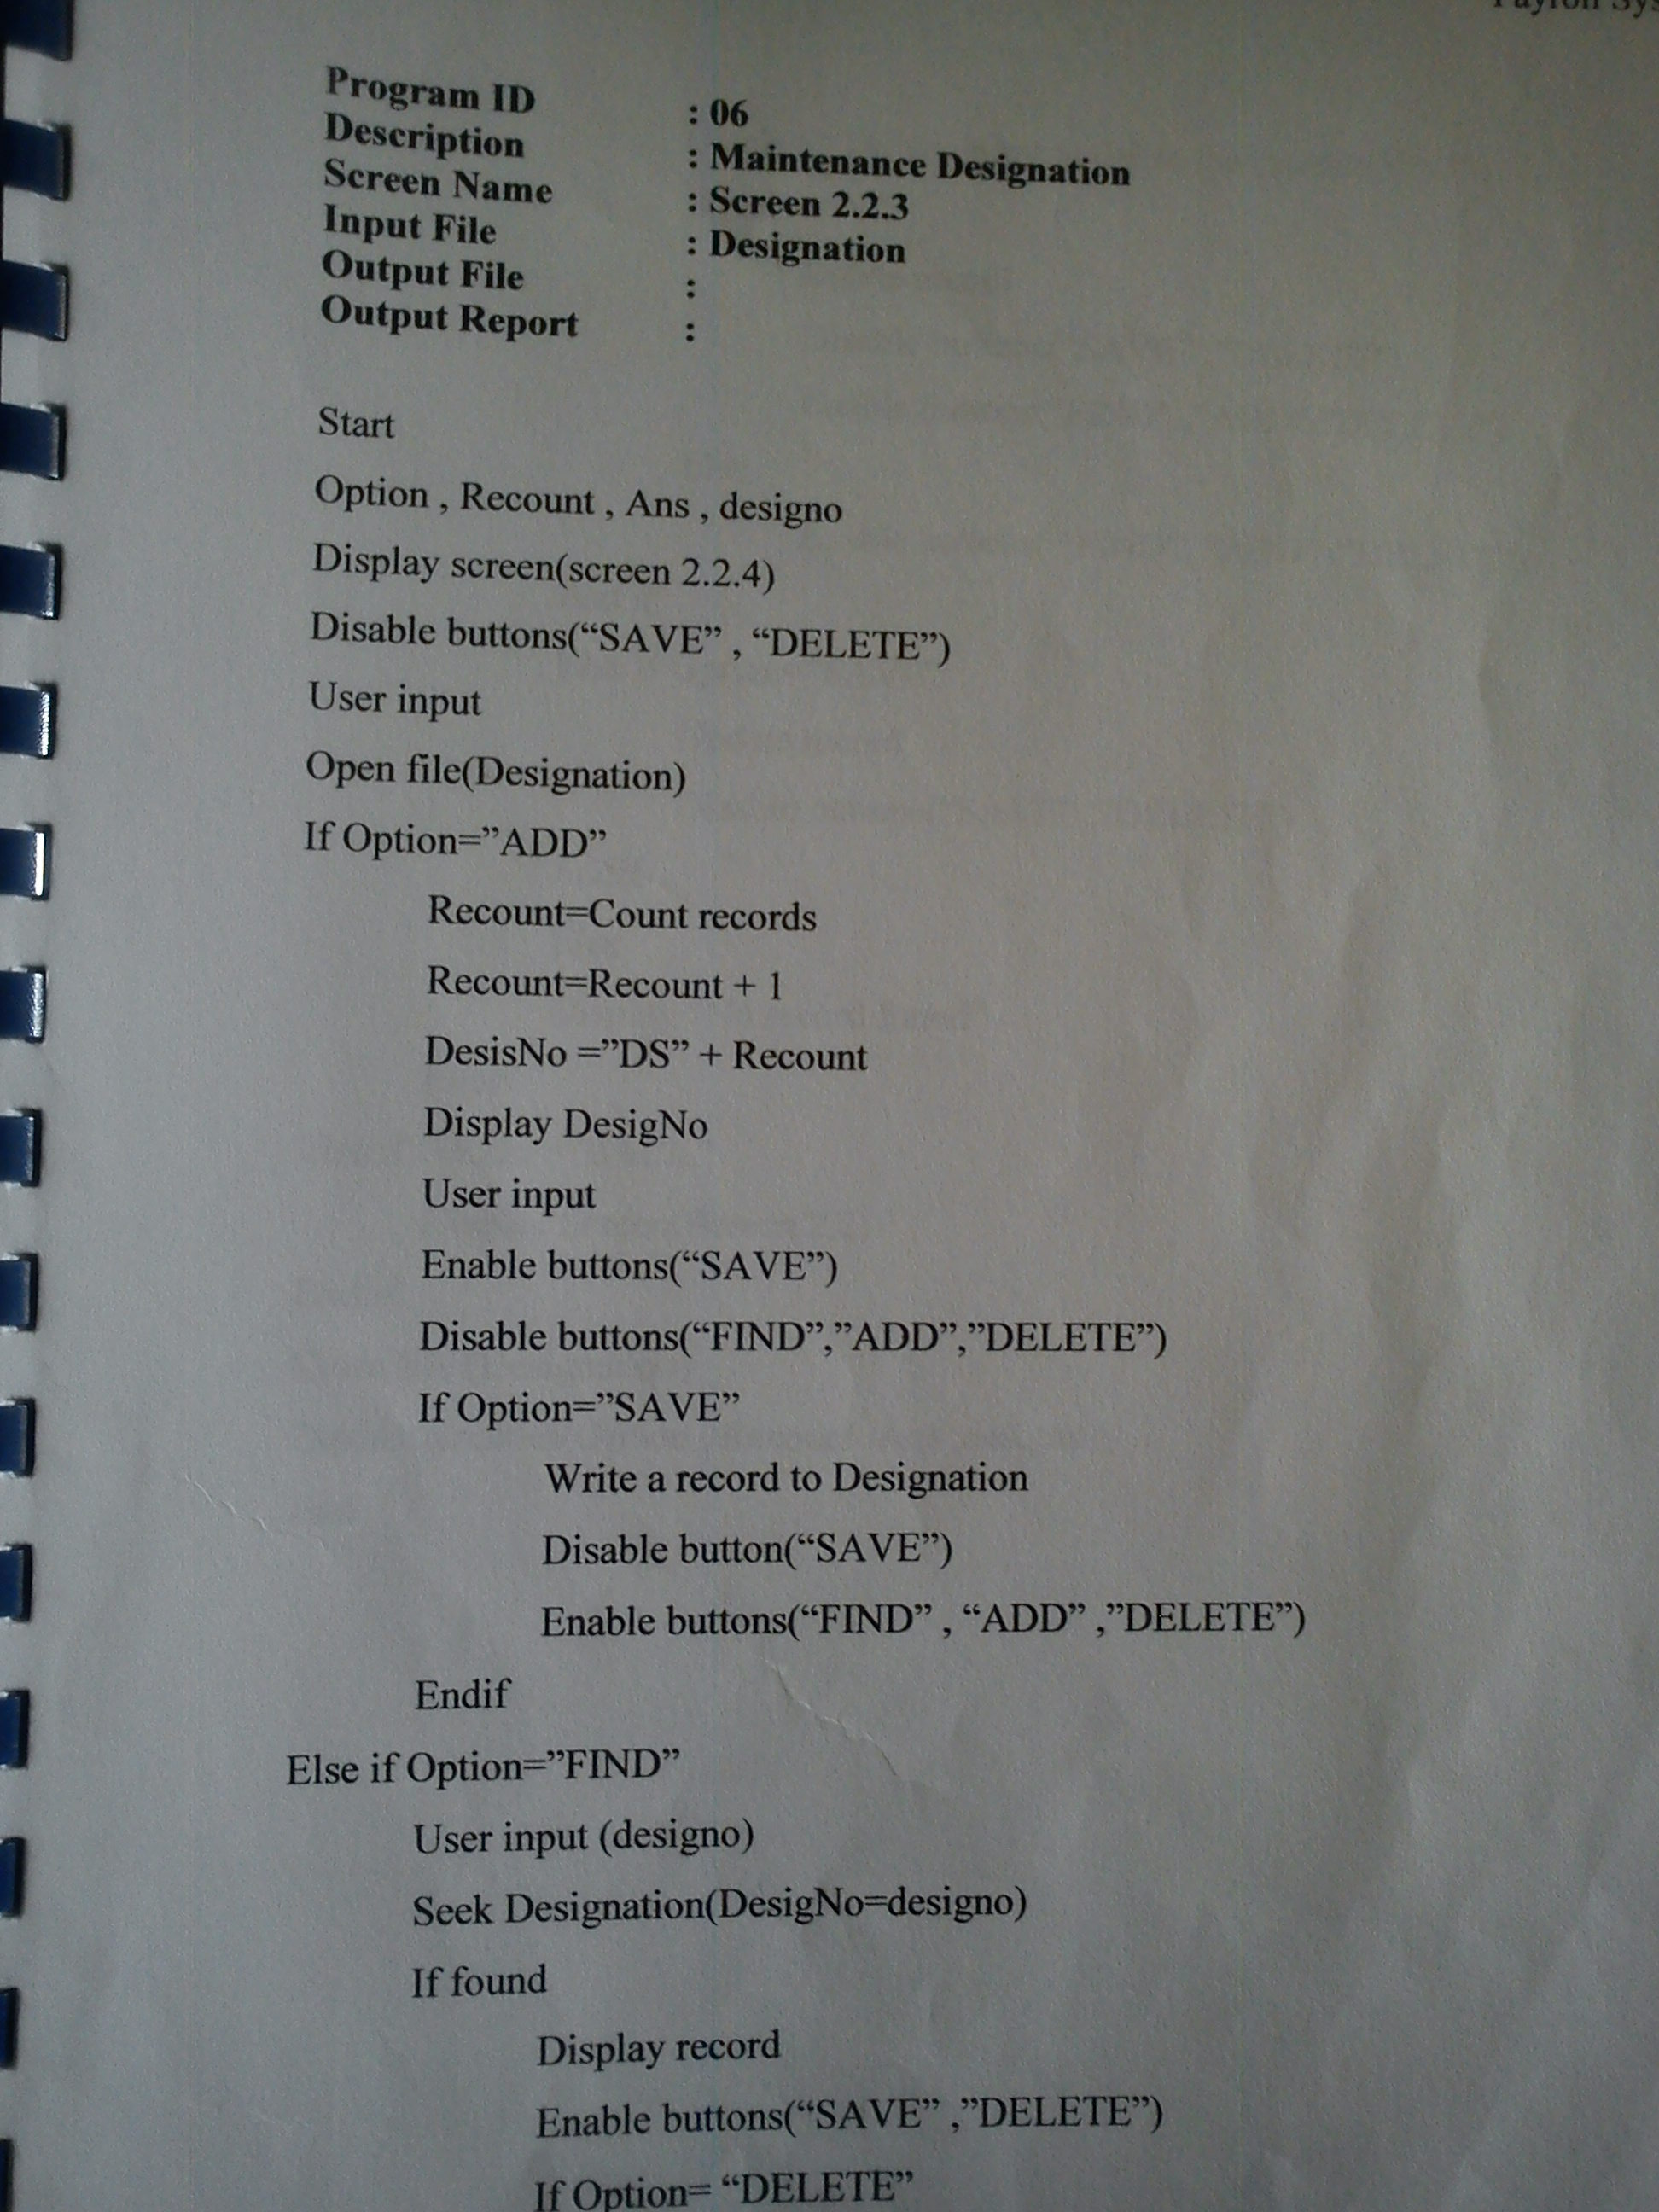 Program ID : 06
Description : Maintenance Designation
Screen Name : Screen 2.2.3
Input File : Designation
Output File :
Output Report :
Start
Option , Recount , Ans , designo
Display screen(screen 2.2.4)
Disable buttons(“SAVE” , “DELETE”)
User input
Open file(Designation)
If Option=”ADD”
Recount=Count records
Recount=Recount + 1
DesisNo =”DS” + Recount
Display DesigNo
User input
Enable buttons(“SAVE”)
Disable buttons(“FIND”,”ADD”,”DELETE”)
If Option=”SAVE”
Write a record to Designation
Disable button(“SAVE”)
Enable buttons(“FIND” , “ADD” ,”DELETE”)
Endif
Else if Option=”FIND”
User input (designo)
Seek Designation(DesigNo=designo)
If found
Display record
Enable buttons(“SAVE” ,”DELETE”)
If Option= “DELETE”